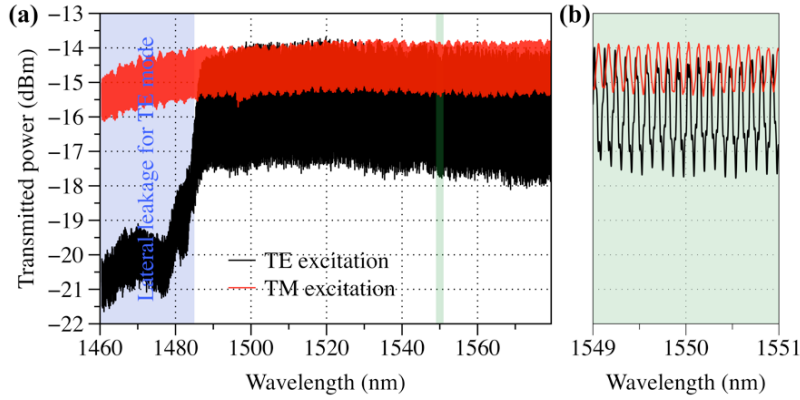 (a)
−13
−14
−15
−16
−17
−18
−19
−20
−21
−22
Transmitted power (dBm)
Lateral leakage for TE mode
TE excitation
TM excitation
1460 1480 1500 1520 1540 1560
Wavelength (nm)
(b)
1549 1550 1551
Wavelength (nm)